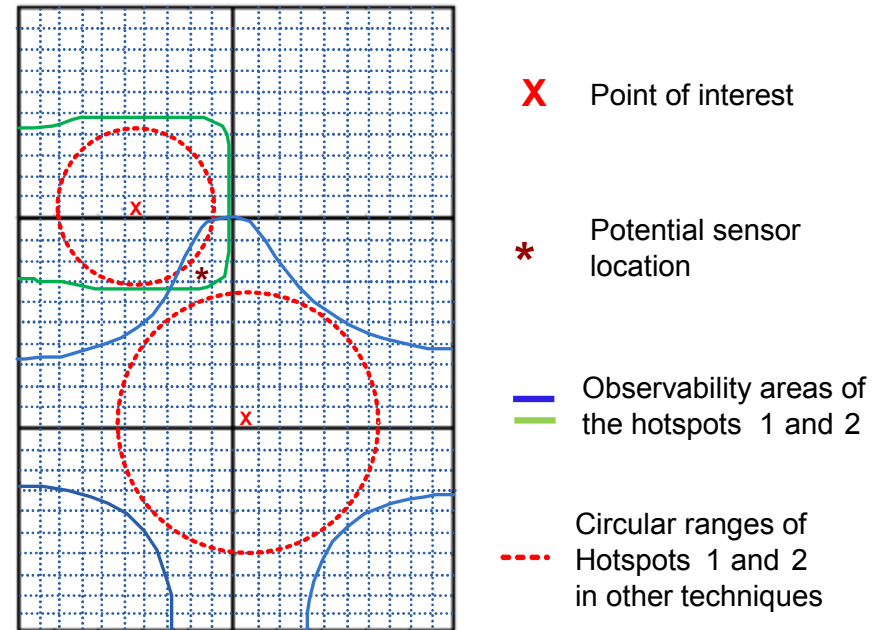 X Point of interest
* Potential sensor
location
Observability areas of
the hotspots 1 and 2
Circular ranges of
Hotspots 1 and 2
in other techniques
X
*
X